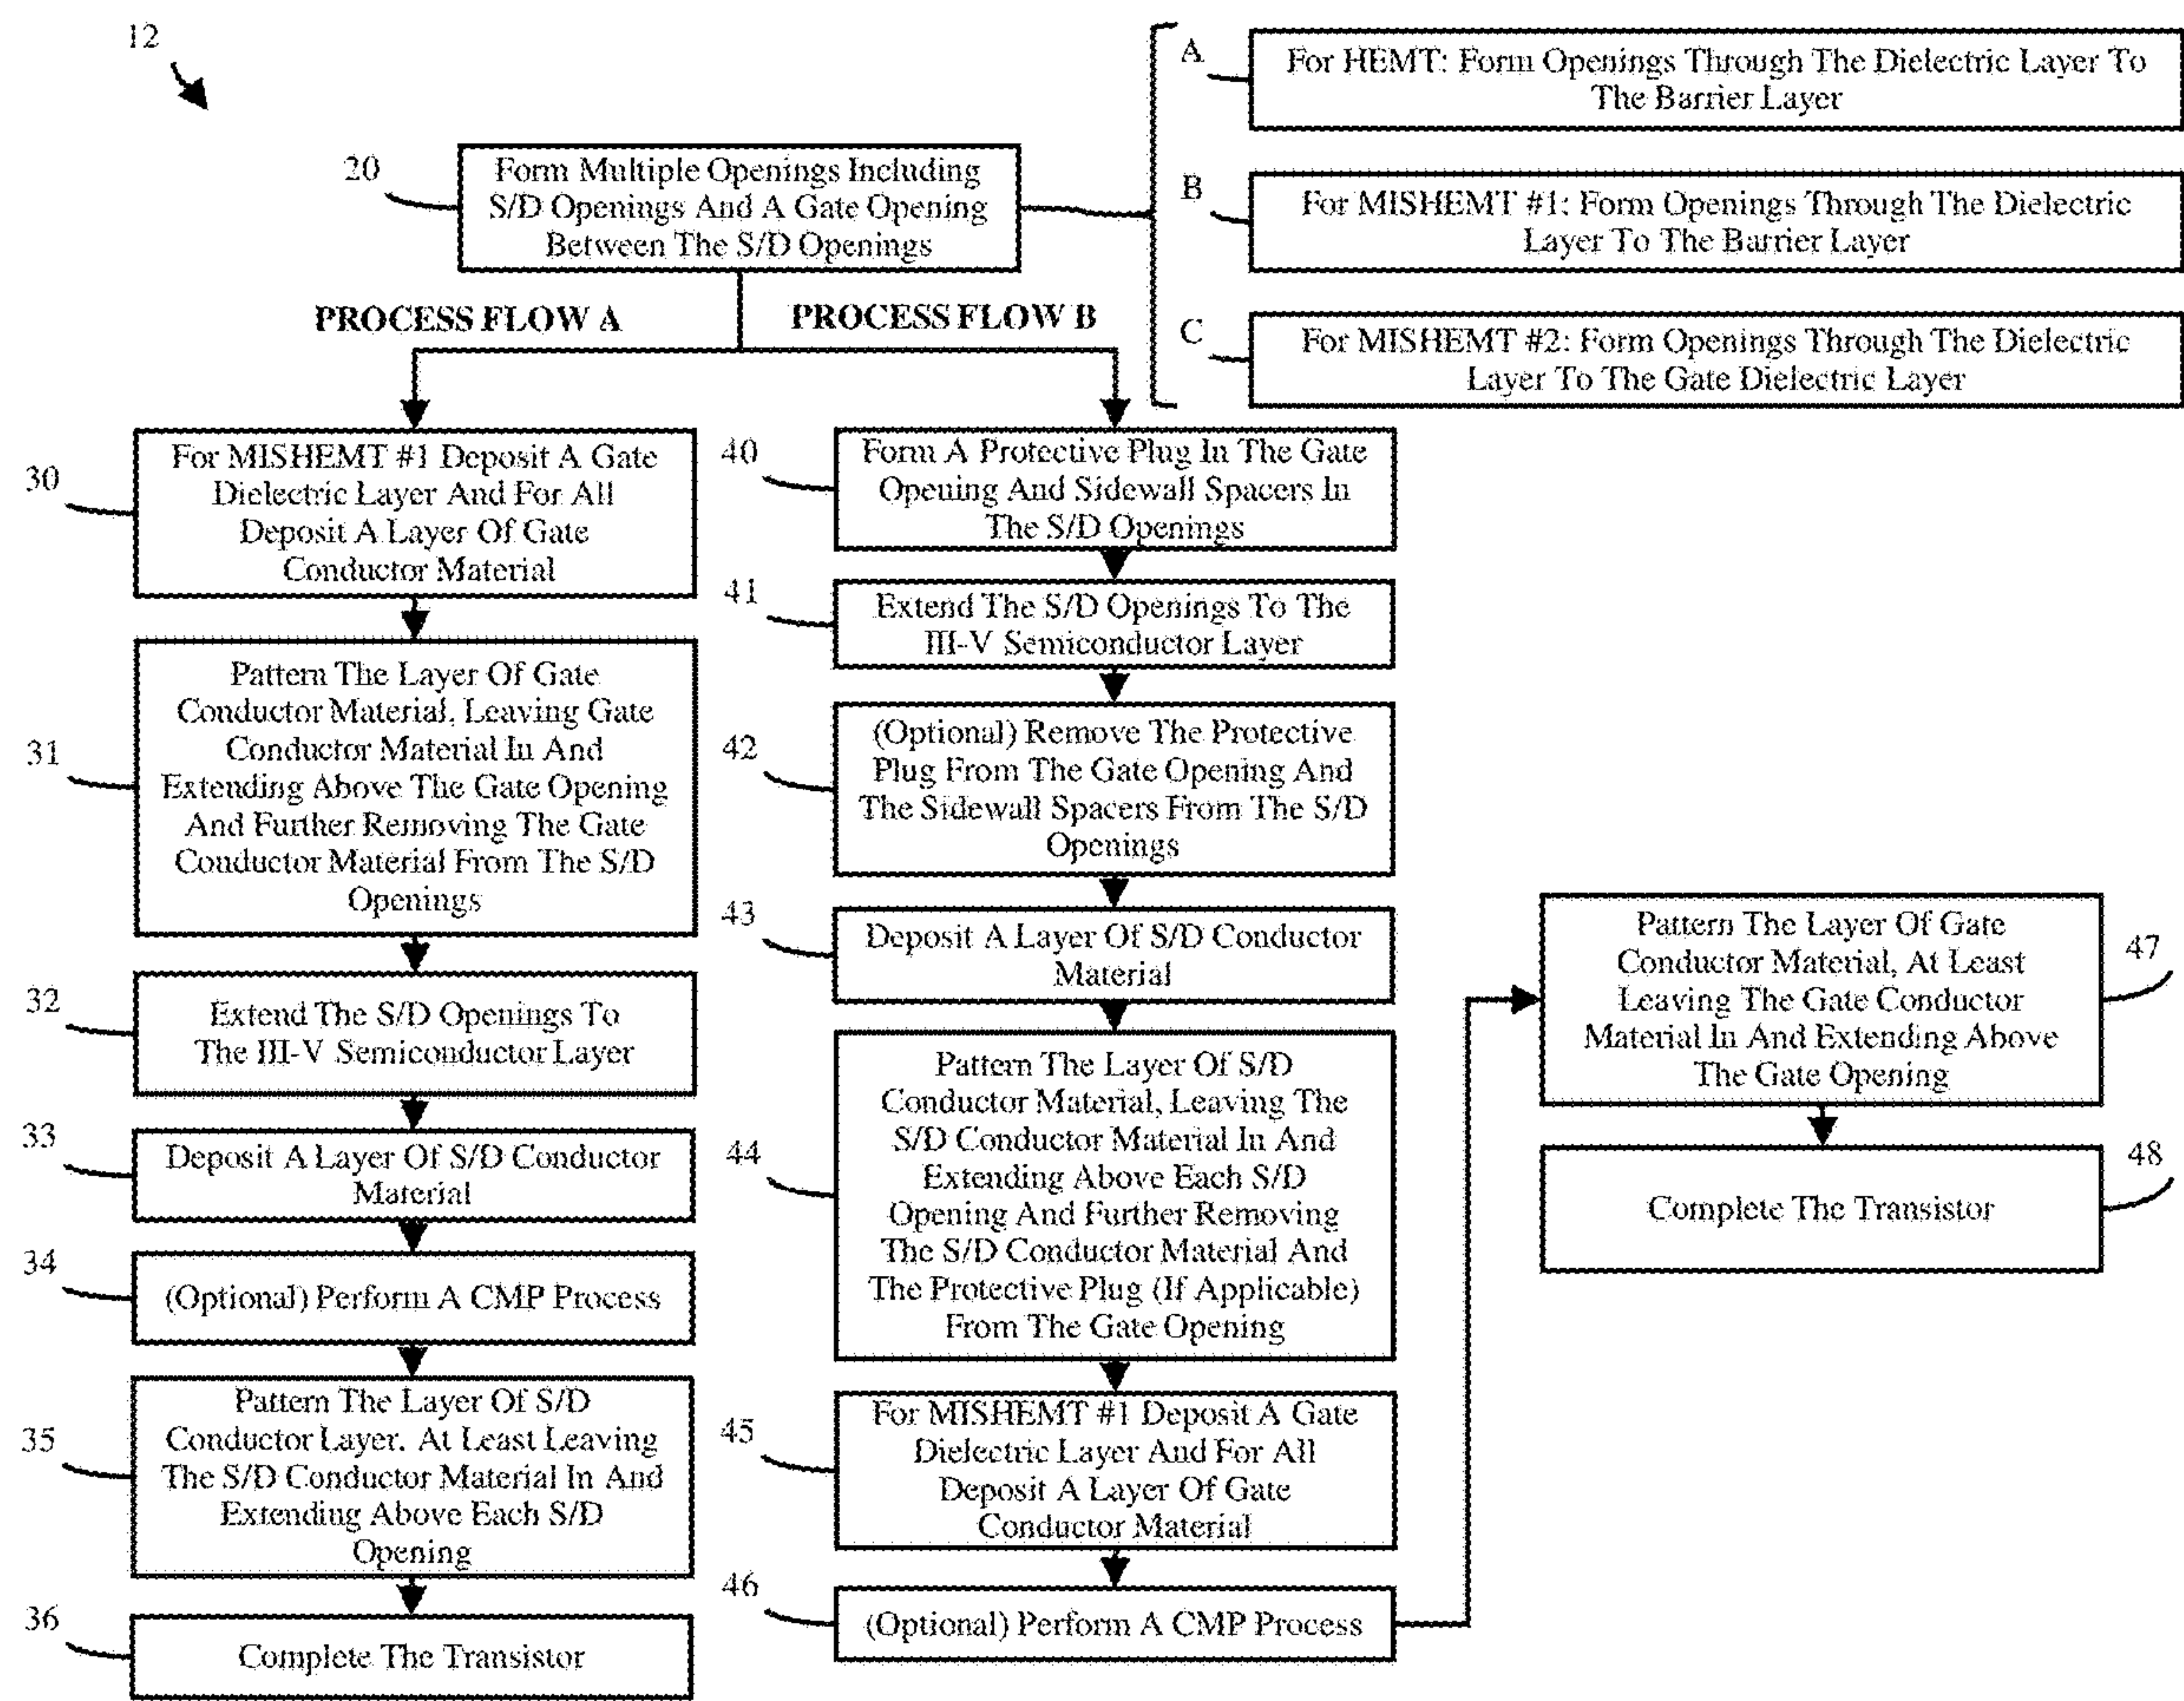 12
20
Form Multiple Openings Including
S/D Openings And A Gate Opening
Between The S/D Openings
A
For HEMT: Form Openings Through The Dielectric Layer To
The Barrier Layer
B
For MISHEMT #1: Form Openings Through The Dielectric
Layer To The Barrier Layer
C
For MISHEMT #2: Form Openings Through The Dielectric
Layer To The Gate Dielectric Layer
PROCESS FLOW A
PROCESS FLOW B
30
For MISHEMT #1 Deposit A Gate
Dielectric Layer And For All
Deposit A Layer Of Gate
Conductor Material
31
Pattern The Layer Of Gate
Conductor Material, Leaving Gate
Conductor Material In And
Extending Above The Gate Opening
And Further Removing The Gate
Conductor Material From The S/D
Openings
32
Extend The S/D Openings To
The III-V Semiconductor Layer
33
Deposit A Layer Of S/D Conductor
Material
34
(Optional) Perform A CMP Process
35
Pattern The Layer Of S/D
Conductor Layer. At Least Leaving
The S/D Conductor Material In And
Extending Above Each S/D
Opening
36
Complete The Transistor
40
Form A Protective Plug In The Gate
Opening And Sidewall Spacers In
The S/D Openings
41
Extend The S/D Openings To The
III-V Semiconductor Layer
42
(Optional) Remove The Protective
Plug From The Gate Opening And
The Sidewall Spacers From The S/D
Openings
43
Deposit A Layer Of S/D Conductor
Material
44
Pattern The Layer Of S/D
Conductor Material, Leaving The
S/D Conductor Material In And
Extending Above Each S/D
Opening And Further Removing
The S/D Conductor Material And
The Protective Plug (If Applicable)
From The Gate Opening
45
For MISHEMT #1 Deposit A Gate
Dielectric Layer And For All
Deposit A Layer Of Gate
Conductor Material
46
(Optional) Perform A CMP Process
47
Pattern The Layer Of Gate
Conductor Material, At Least
Leaving The Gate Conductor
Material In And Extending Above
The Gate Opening
48
Complete The Transistor